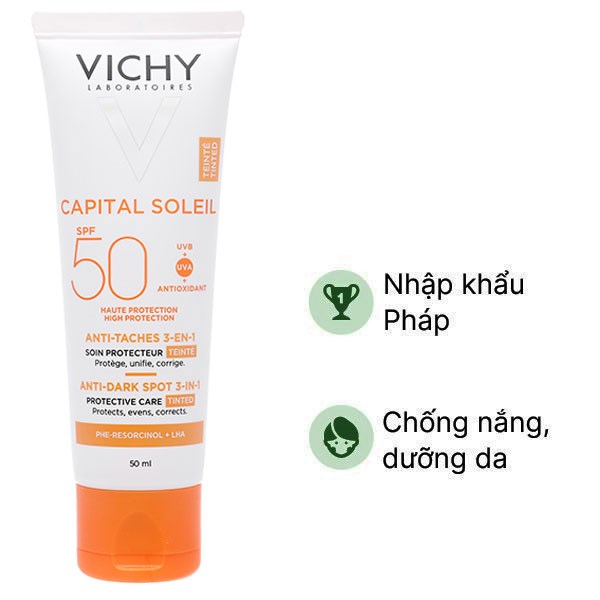 VICHY
LABORATOIRES
TEINTÉ
TINTED
CAPITAL SOLEIL
SPF
50
UVB
+
UVA
+
ANTIOXIDANT
HAUTE PROTECTION
HIGH PROTECTION
ANTI-TACHES 3-EN-1
SOIN PROTECTEUR TEINTÉ
Protège, unifie, corrige.
ANTI-DARK SPOT 3-IN-1
PROTECTIVE CARE TINTED
Protects, evens, corrects.
PHE-RESORCINOL + LHA
50 ml
1
Nhập khẩu
Pháp
Chống nắng,
dưỡng da